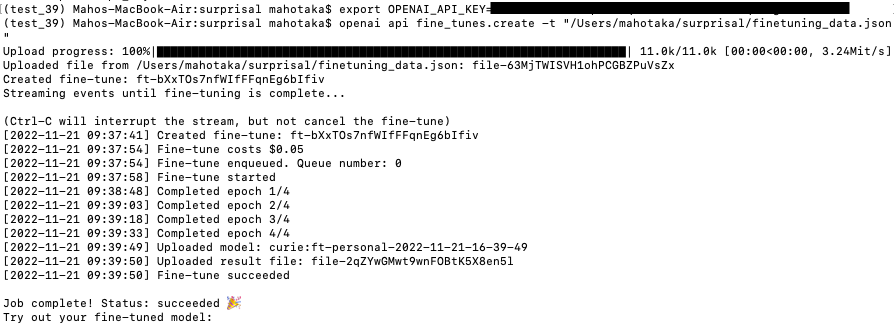 (test_39) Mahos-MacBook-Air:surprisal mahotaka$ export OPENAI_API_KEY=
(test_39) Mahos-MacBook-Air:surprisal mahotaka$ openai api fine_tunes.create -t "/Users/mahotaka/surprisal/finetuning_data.json
"
Upload progress: 100%| | 11.0k/11.0k [00:00<00:00, 3.24Mit/s]
Uploaded file from /Users/mahotaka/surprisal/finetuning_data.json: file-63MjTWISVH1ohPCGBZPuVsZx
Created fine-tune: ft-bXxTOs7nfWIfFFqnEg6bIfiv
Streaming events until fine-tuning is complete...
(Ctrl-C will interrupt the stream, but not cancel the fine-tune)
[2022-11-21 09:37:41] Created fine-tune: ft-bXxTOs7nfWIfFFqnEg6bIfiv
[2022-11-21 09:37:54] Fine-tune costs $0.05
[2022-11-21 09:37:54] Fine-tune enqueued. Queue number: 0
[2022-11-21 09:37:58] Fine-tune started
[2022-11-21 09:38:48] Completed epoch 1/4
[2022-11-21 09:39:03] Completed epoch 2/4
[2022-11-21 09:39:18] Completed epoch 3/4
[2022-11-21 09:39:33] Completed epoch 4/4
[2022-11-21 09:39:49] Uploaded model: curie:ft-personal-2022-11-21-16-39-49
[2022-11-21 09:39:50] Uploaded result file: file-2qZYwGMwt9wnFOBtK5X8en5l
[2022-11-21 09:39:50] Fine-tune succeeded
Job complete! Status: succeeded 🎉
Try out your fine-tuned model: